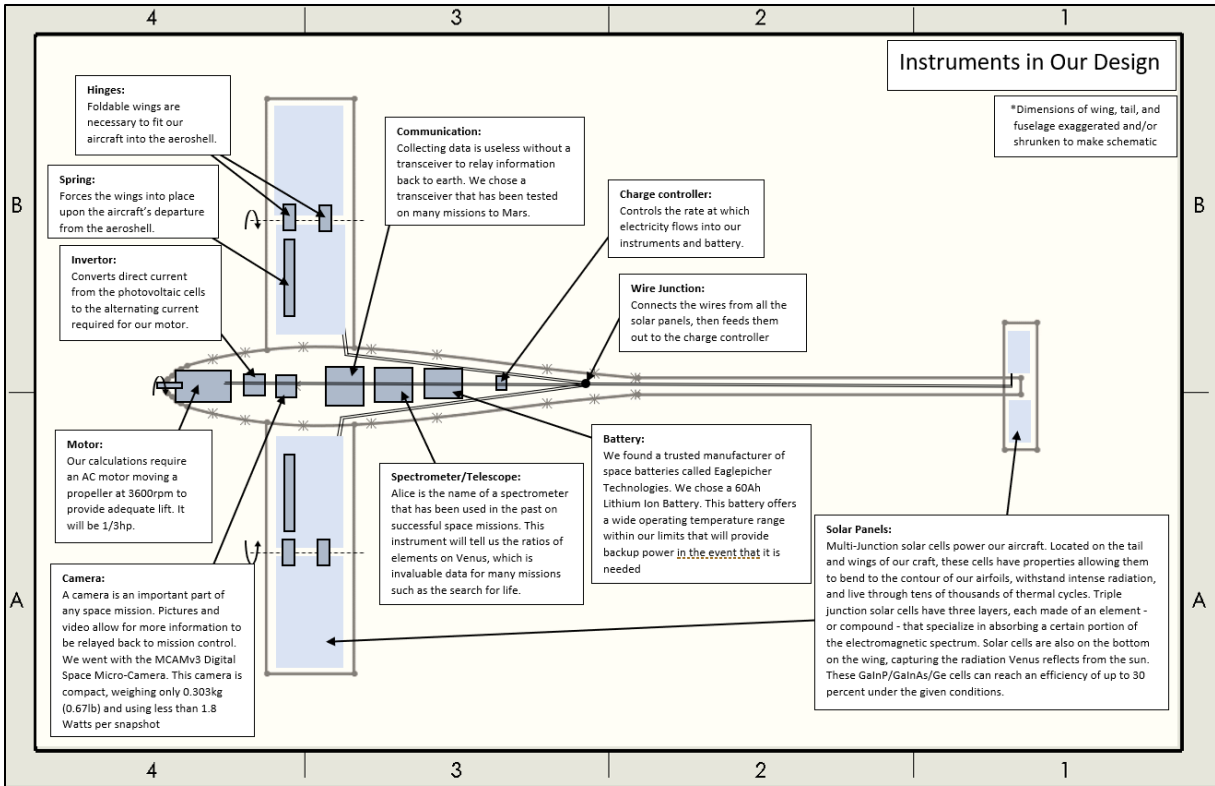 4 3 2 1
Instruments in Our Design
*Dimensions of wing, tail, and
fuselage exaggerated and/or
shrunken to make schematic
Hinges:
Foldable wings are
necessary to fit our
aircraft into the aeroshell.
Spring:
Forces the wings into place
upon the aircraft's departure
from the aeroshell.
Invertor:
Converts direct current
from the photovoltaic cells
to the alternating current
required for our motor.
Communication:
Collecting data is useless without a
transceiver to relay information
back to earth. We chose a
transceiver that has been tested
on many missions to Mars.
Charge controller:
Controls the rate at which
electricity flows into our
instruments and battery.
Wire Junction:
Connects the wires from all the
solar panels, then feeds them
out to the charge controller
B B
Motor:
Our calculations require
an AC motor moving a
propeller at 3600rpm to
provide adequate lift. It
will be 1/3hp.
Camera:
A camera is an important part of
any space mission. Pictures and
video allow for more information to
be relayed back to mission control.
We went with the MCAMv3 Digital
Space Micro-Camera. This camera is
compact, weighing only 0.303kg
(0.67lb) and using less than 1.8
Watts per snapshot
Spectrometer/Telescope:
Alice is the name of a spectrometer
that has been used in the past on
successful space missions. This
instrument will tell us the ratios of
elements on Venus, which is
invaluable data for many missions
such as the search for life.
Battery:
We found a trusted manufacturer of
space batteries called Eaglepicher
Technologies. We chose a 60Ah
Lithium Ion Battery. This battery offers
a wide operating temperature range
within our limits that will provide
backup power in the event that it is
needed
Solar Panels:
Multi-Junction solar cells power our aircraft. Located on the tail
and wings of our craft, these cells have properties allowing them
to bend to the contour of our airfoils, withstand intense radiation,
and live through tens of thousands of thermal cycles. Triple
junction solar cells have three layers, each made of an element -
or compound - that specialize in absorbing a certain portion of
the electromagnetic spectrum. Solar cells are also on the bottom
on the wing, capturing the radiation Venus reflects from the sun.
These GaInP/GaInAs/Ge cells can reach an efficiency of up to 30
percent under the given conditions.
A A
4 3 2 1